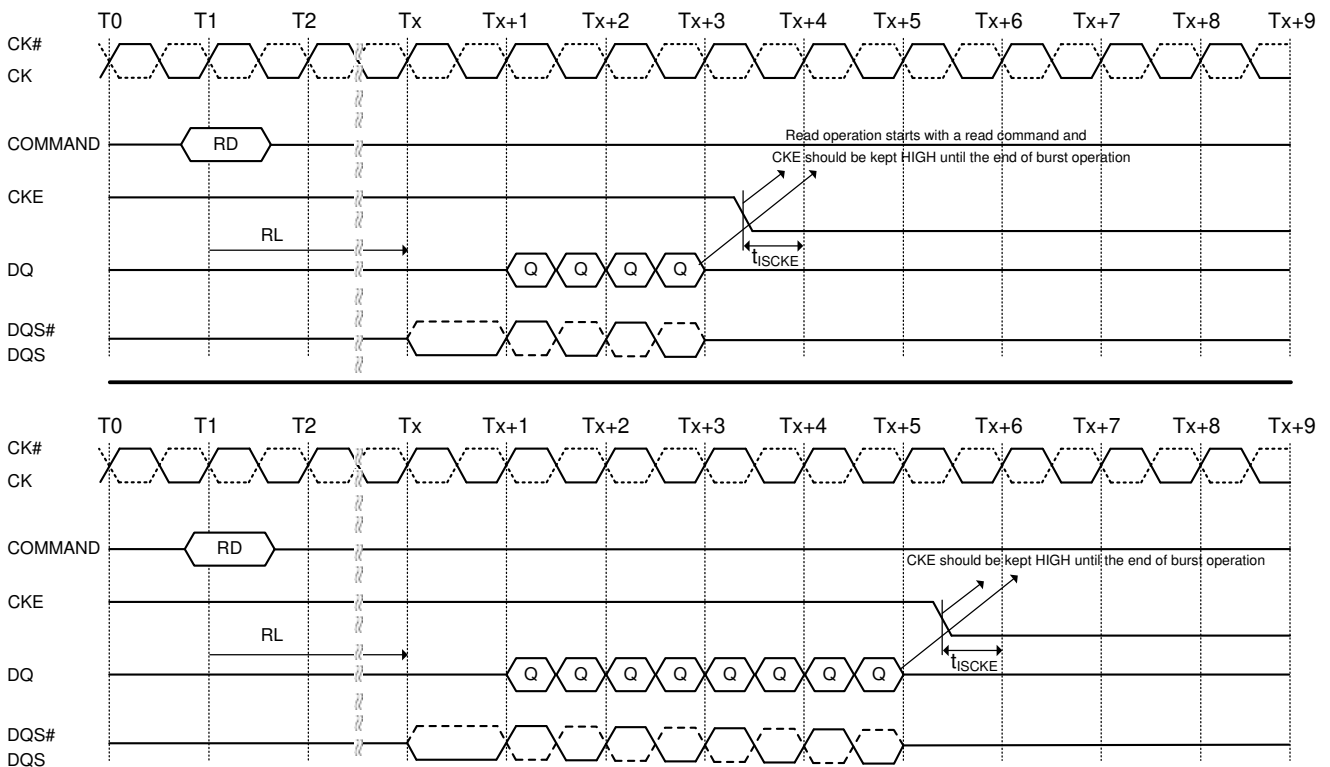 T0 T1 T2 Tx Tx+1 Tx+2 Tx+3 Tx+4 Tx+5 Tx+6 Tx+7 Tx+8 Tx+9
CK#
CK
COMMAND RD
Read operation starts with a read command and
CKE should be kept HIGH until the end of burst operation
CKE
RL
tISCKE
DQ Q Q Q Q
DQS#
DQS
T0 T1 T2 Tx Tx+1 Tx+2 Tx+3 Tx+4 Tx+5 Tx+6 Tx+7 Tx+8 Tx+9
CK#
CK
COMMAND RD
CKE should be kept HIGH until the end of burst operation
CKE
RL
tISCKE
DQ Q Q Q Q Q Q Q Q
DQS#
DQS